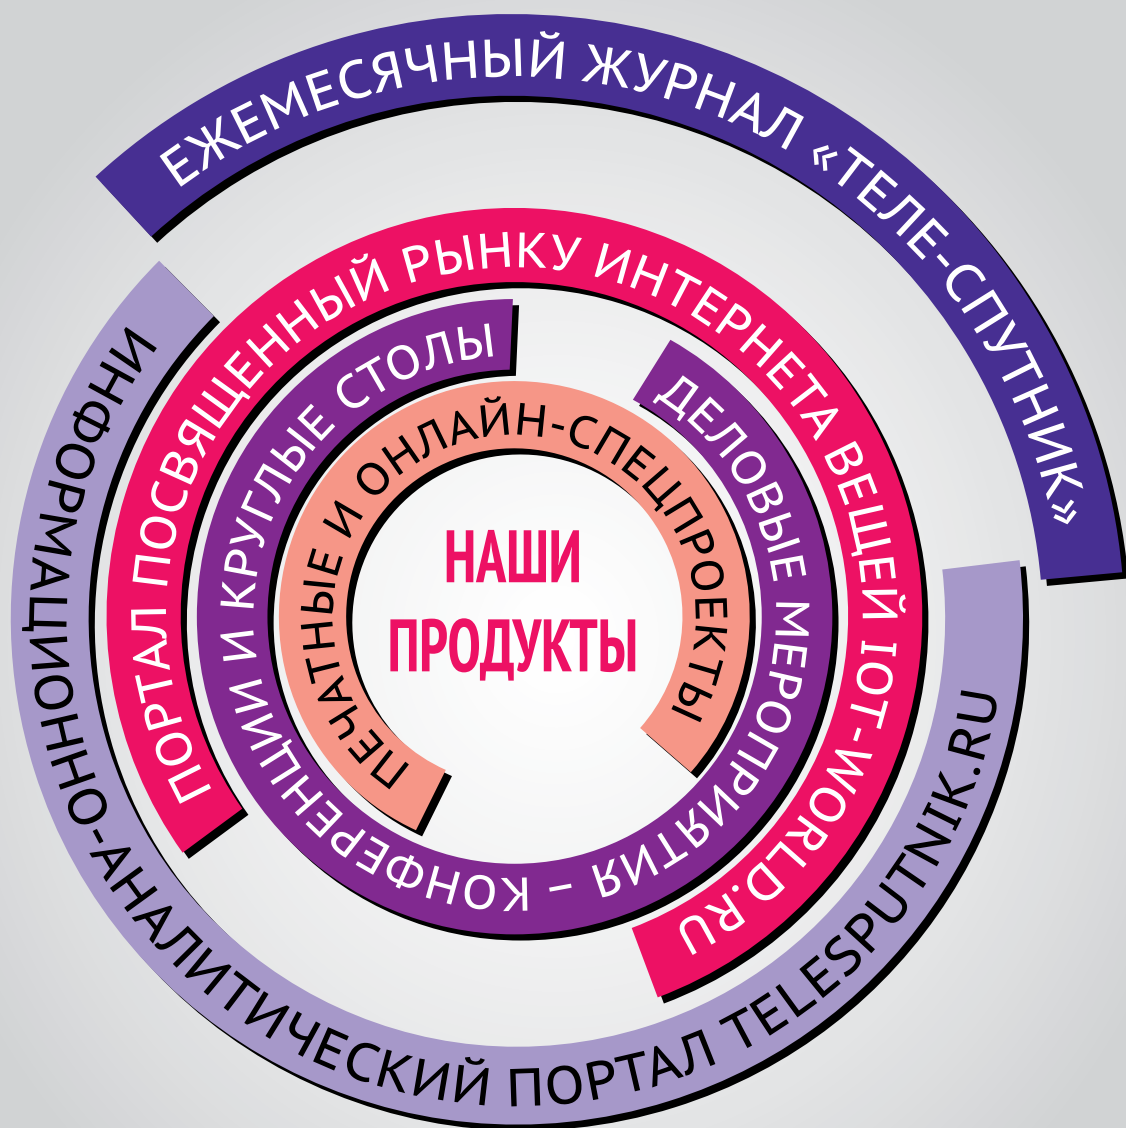 ЕЖЕМЕСЯЧНЫЙ ЖУРНАЛ «ТЕЛЕ-СПУТНИК»
ИНФОРМАЦИОННО-АНАЛИТИЧЕСКИЙ ПОРТАЛ TELESPUTNIK.RU
ПОРТАЛ ПОСВЯЩЕННЫЙ РЫНКУ ИНТЕРНЕТА ВЕЩЕЙ IOT-WORLD.RU
ДЕЛОВЫЕ МЕРОПРИЯТИЯ – КОНФЕРЕНЦИИ И КРУГЛЫЕ СТОЛЫ
ПЕЧАТНЫЕ И ОНЛАЙН-СПЕЦПРОЕКТЫ
НАШИ
ПРОДУКТЫ